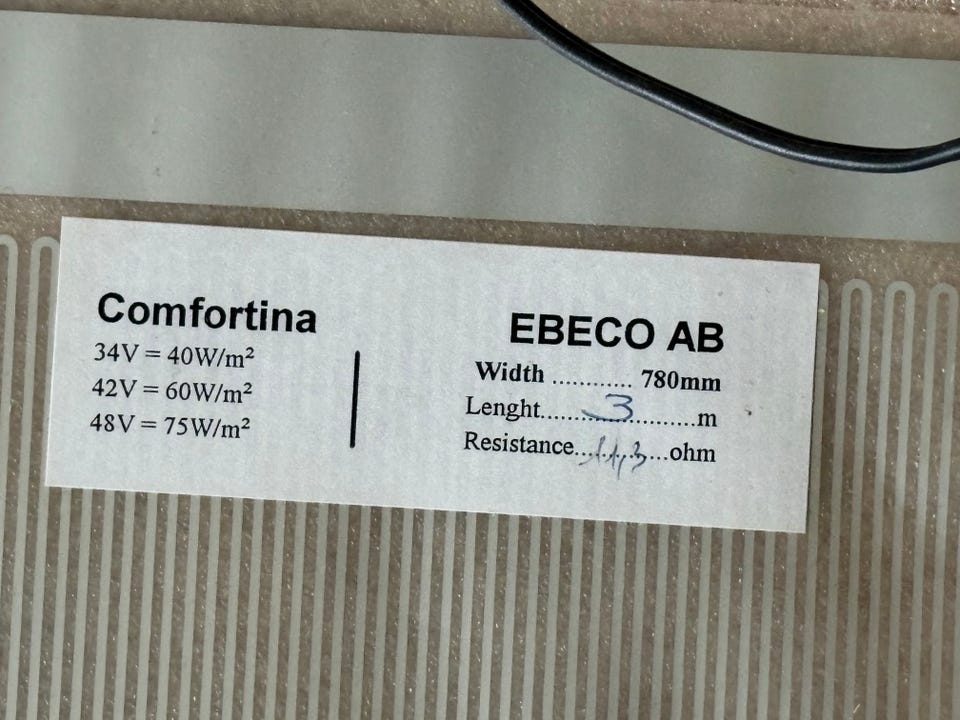 Comfortina
34V = 40W/m²
42V = 60W/m²
48V = 75W/m²
EBECO AB
Width ............ 780mm
Lenght...........3............m
Resistance....11,3....ohm